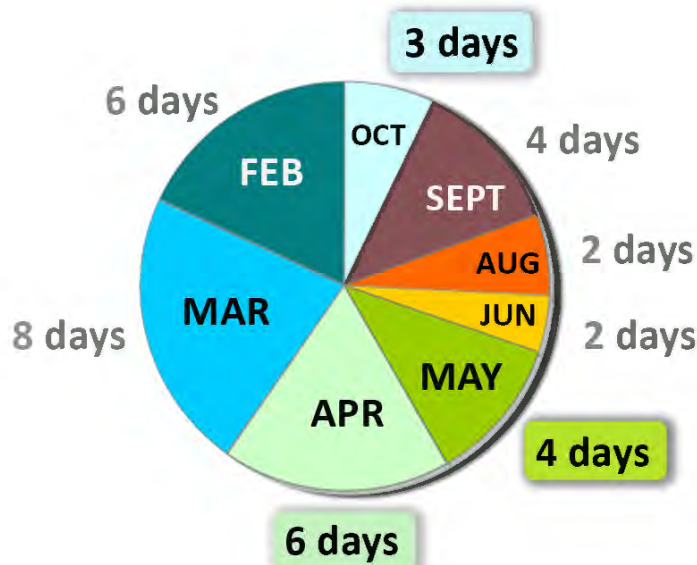 3 days
OCT
6 days
FEB
4 days
SEPT
2 days
AUG
MAR
JUN
8 days
2 days
MAY
APR
4 days
6 days